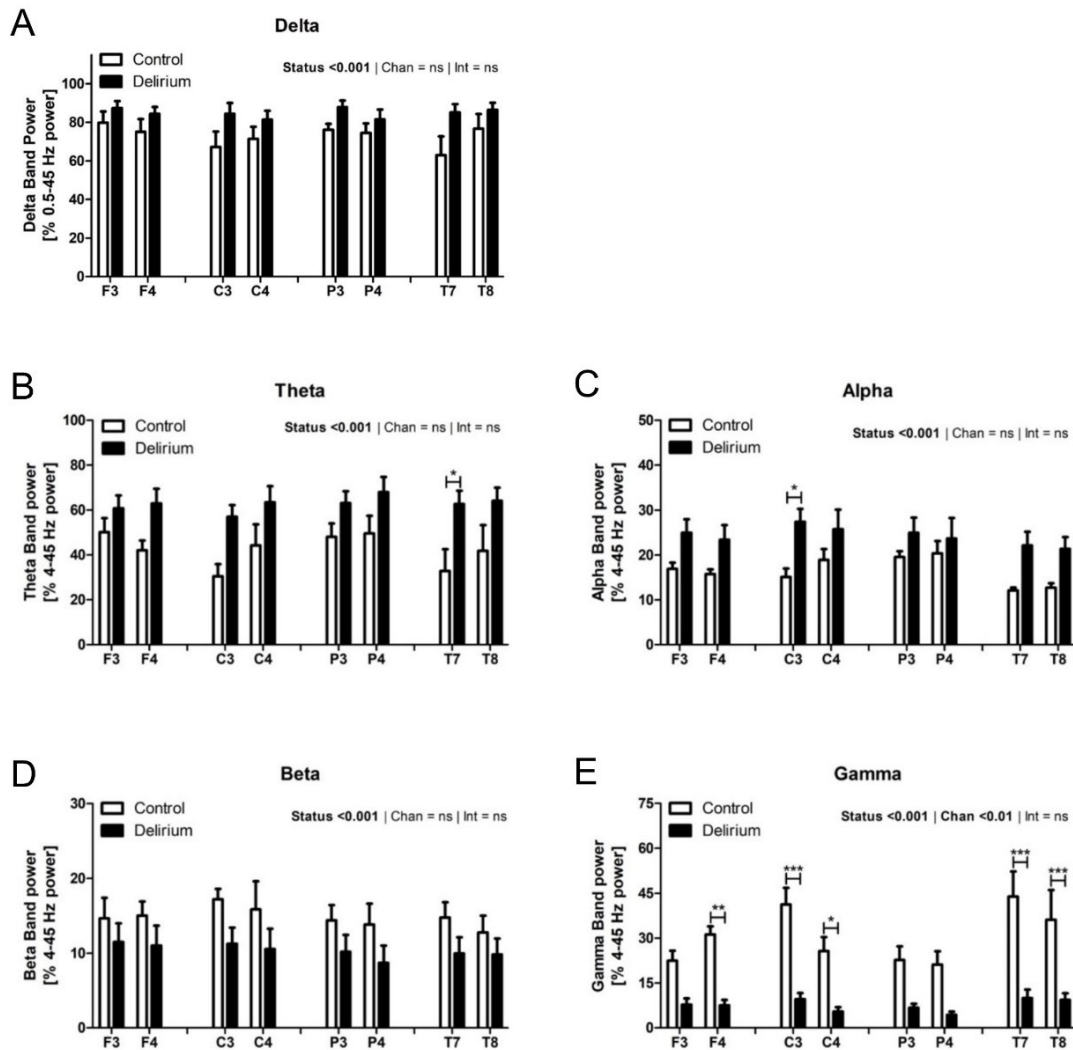 A
Delta
Control
Delirium
Status <0.001 | Chan = ns | Int = ns
Delta Band Power
[% 0.5-45 Hz power]
100
80
60
40
20
0
F3 F4 C3 C4 P3 P4 T7 T8
B
Theta
Control
Delirium
Status <0.001 | Chan = ns | Int = ns
Theta Band power
[% 4-45 Hz power]
100
80
60
40
20
0
*
F3 F4 C3 C4 P3 P4 T7 T8
C
Alpha
Control
Delirium
Status <0.001 | Chan = ns | Int = ns
Alpha Band power
[% 4-45 Hz power]
50
40
30
20
10
0
*
F3 F4 C3 C4 P3 P4 T7 T8
D
Beta
Control
Delirium
Status <0.001 | Chan = ns | Int = ns
Beta Band power
[% 4-45 Hz power]
30
20
10
0
F3 F4 C3 C4 P3 P4 T7 T8
E
Gamma
Control
Delirium
Status <0.001 | Chan <0.01 | Int = ns
Gamma Band power
[% 4-45 Hz power]
75
60
45
30
15
0
** *** * *** ***
F3 F4 C3 C4 P3 P4 T7 T8